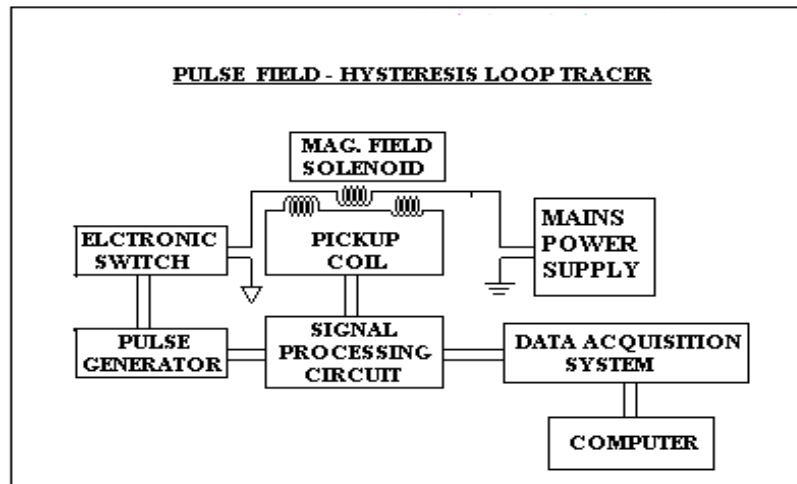 PULSE FIELD - HYSTERESIS LOOP TRACER
MAG. FIELD
SOLENOID
ELCTRONIC
SWITCH
PICKUP
COIL
MAINS
POWER
SUPPLY
PULSE
GENERATOR
SIGNAL
PROCESSING
CIRCUIT
DATA ACQUISITION
SYSTEM
COMPUTER